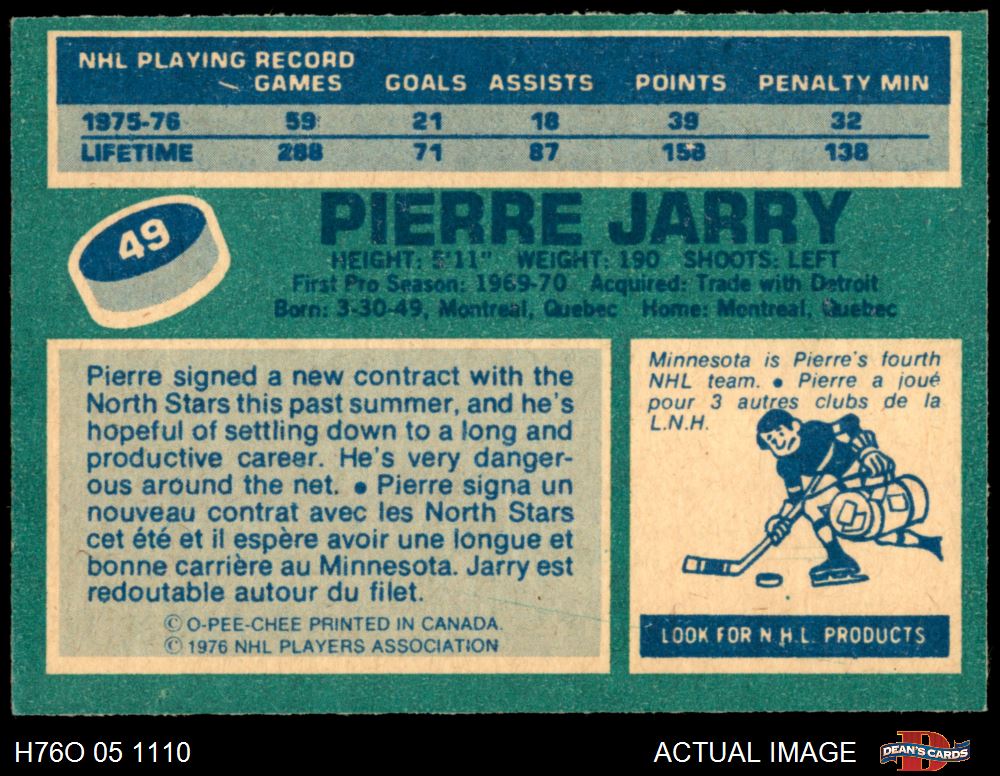 NHL PLAYING RECORD
GAMES GOALS ASSISTS POINTS PENALTY MIN
1975-76 59 21 18 39 32
LIFETIME 288 71 87 158 138
49
PIERRE JARRY
HEIGHT: 5'11" WEIGHT: 190 SHOOTS: LEFT
First Pro Season: 1969-70 Acquired: Trade with Detroit
Born: 3-30-49, Montreal, Quebec Home: Montreal, Quebec
Pierre signed a new contract with the
North Stars this past summer, and he's
hopeful of settling down to a long and
productive career. He's very danger-
ous around the net. ● Pierre signa un
nouveau contrat avec les North Stars
cet été et il espère avoir une longue et
bonne carrière au Minnesota. Jarry est
redoutable autour du filet.
© O-PEE-CHEE PRINTED IN CANADA.
© 1976 NHL PLAYERS ASSOCIATION
Minnesota is Pierre's fourth
NHL team. ● Pierre a joué
pour 3 autres clubs de la
L.N.H.
LOOK FOR N.H.L. PRODUCTS
H76O 05 1110
ACTUAL IMAGE
DEAN'S CARDS